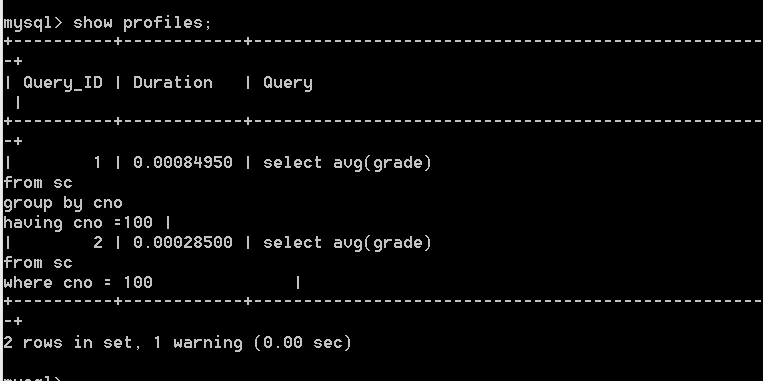 mysql> show profiles;
+----------+------------+---------------------------------------------------
-+
| Query_ID | Duration   | Query
 |
+----------+------------+---------------------------------------------------
-+
|        1 | 0.00084950 | select avg(grade)
from sc
group by cno
having cno =100 |
|        2 | 0.00028500 | select avg(grade)
from sc
where cno = 100                 |
+----------+------------+---------------------------------------------------
-+
2 rows in set, 1 warning (0.00 sec)

mysql>